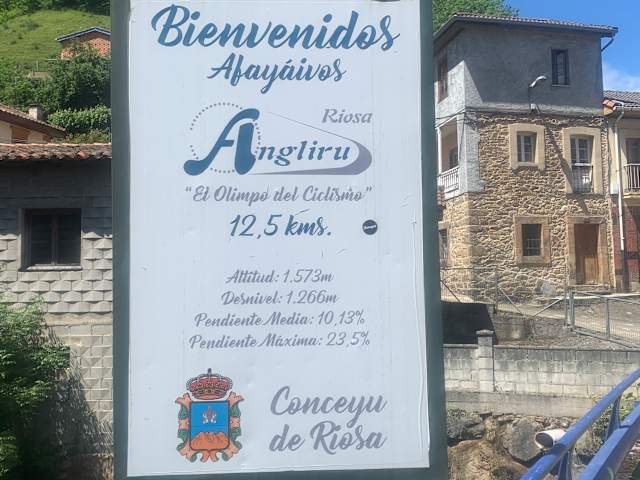 Bienvenidos
Afayáivos
Riosa
Angliru
"El Olimpo del Ciclismo"
12,5 kms.
Altitud: 1.573m
Desnivel: 1.266m
Pendiente Media: 10,13%
Pendiente Máxima: 23,5%
Conceyu
de Riosa